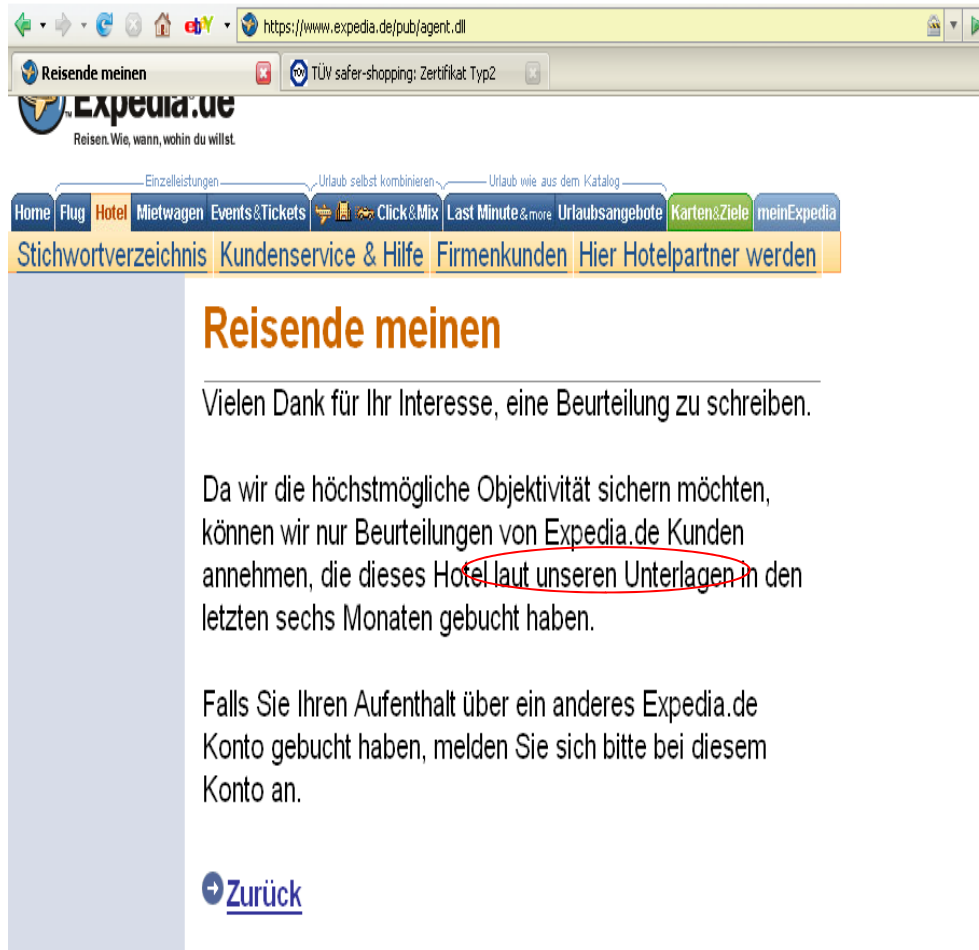 ebY https://www.expedia.de/pub/agent.dll
Reisende meinen TÜV safer-shopping: Zertifikat Typ2
Expedia.de
Reisen. Wie, wann, wohin du willst.
Einzelleistungen Urlaub selbst kombinieren Urlaub wie aus dem Katalog
Home Flug Hotel Mietwagen Events&Tickets Click&Mix Last Minute &more Urlaubsangebote Karten&Ziele meinExpedia
Stichwortverzeichnis Kundenservice & Hilfe Firmenkunden Hier Hotelpartner werden
Reisende meinen
Vielen Dank für Ihr Interesse, eine Beurteilung zu schreiben.
Da wir die höchstmögliche Objektivität sichern möchten,
können wir nur Beurteilungen von Expedia.de Kunden
annehmen, die dieses Hotel laut unseren Unterlagen in den
letzten sechs Monaten gebucht haben.
Falls Sie Ihren Aufenthalt über ein anderes Expedia.de
Konto gebucht haben, melden Sie sich bitte bei diesem
Konto an.
Zurück